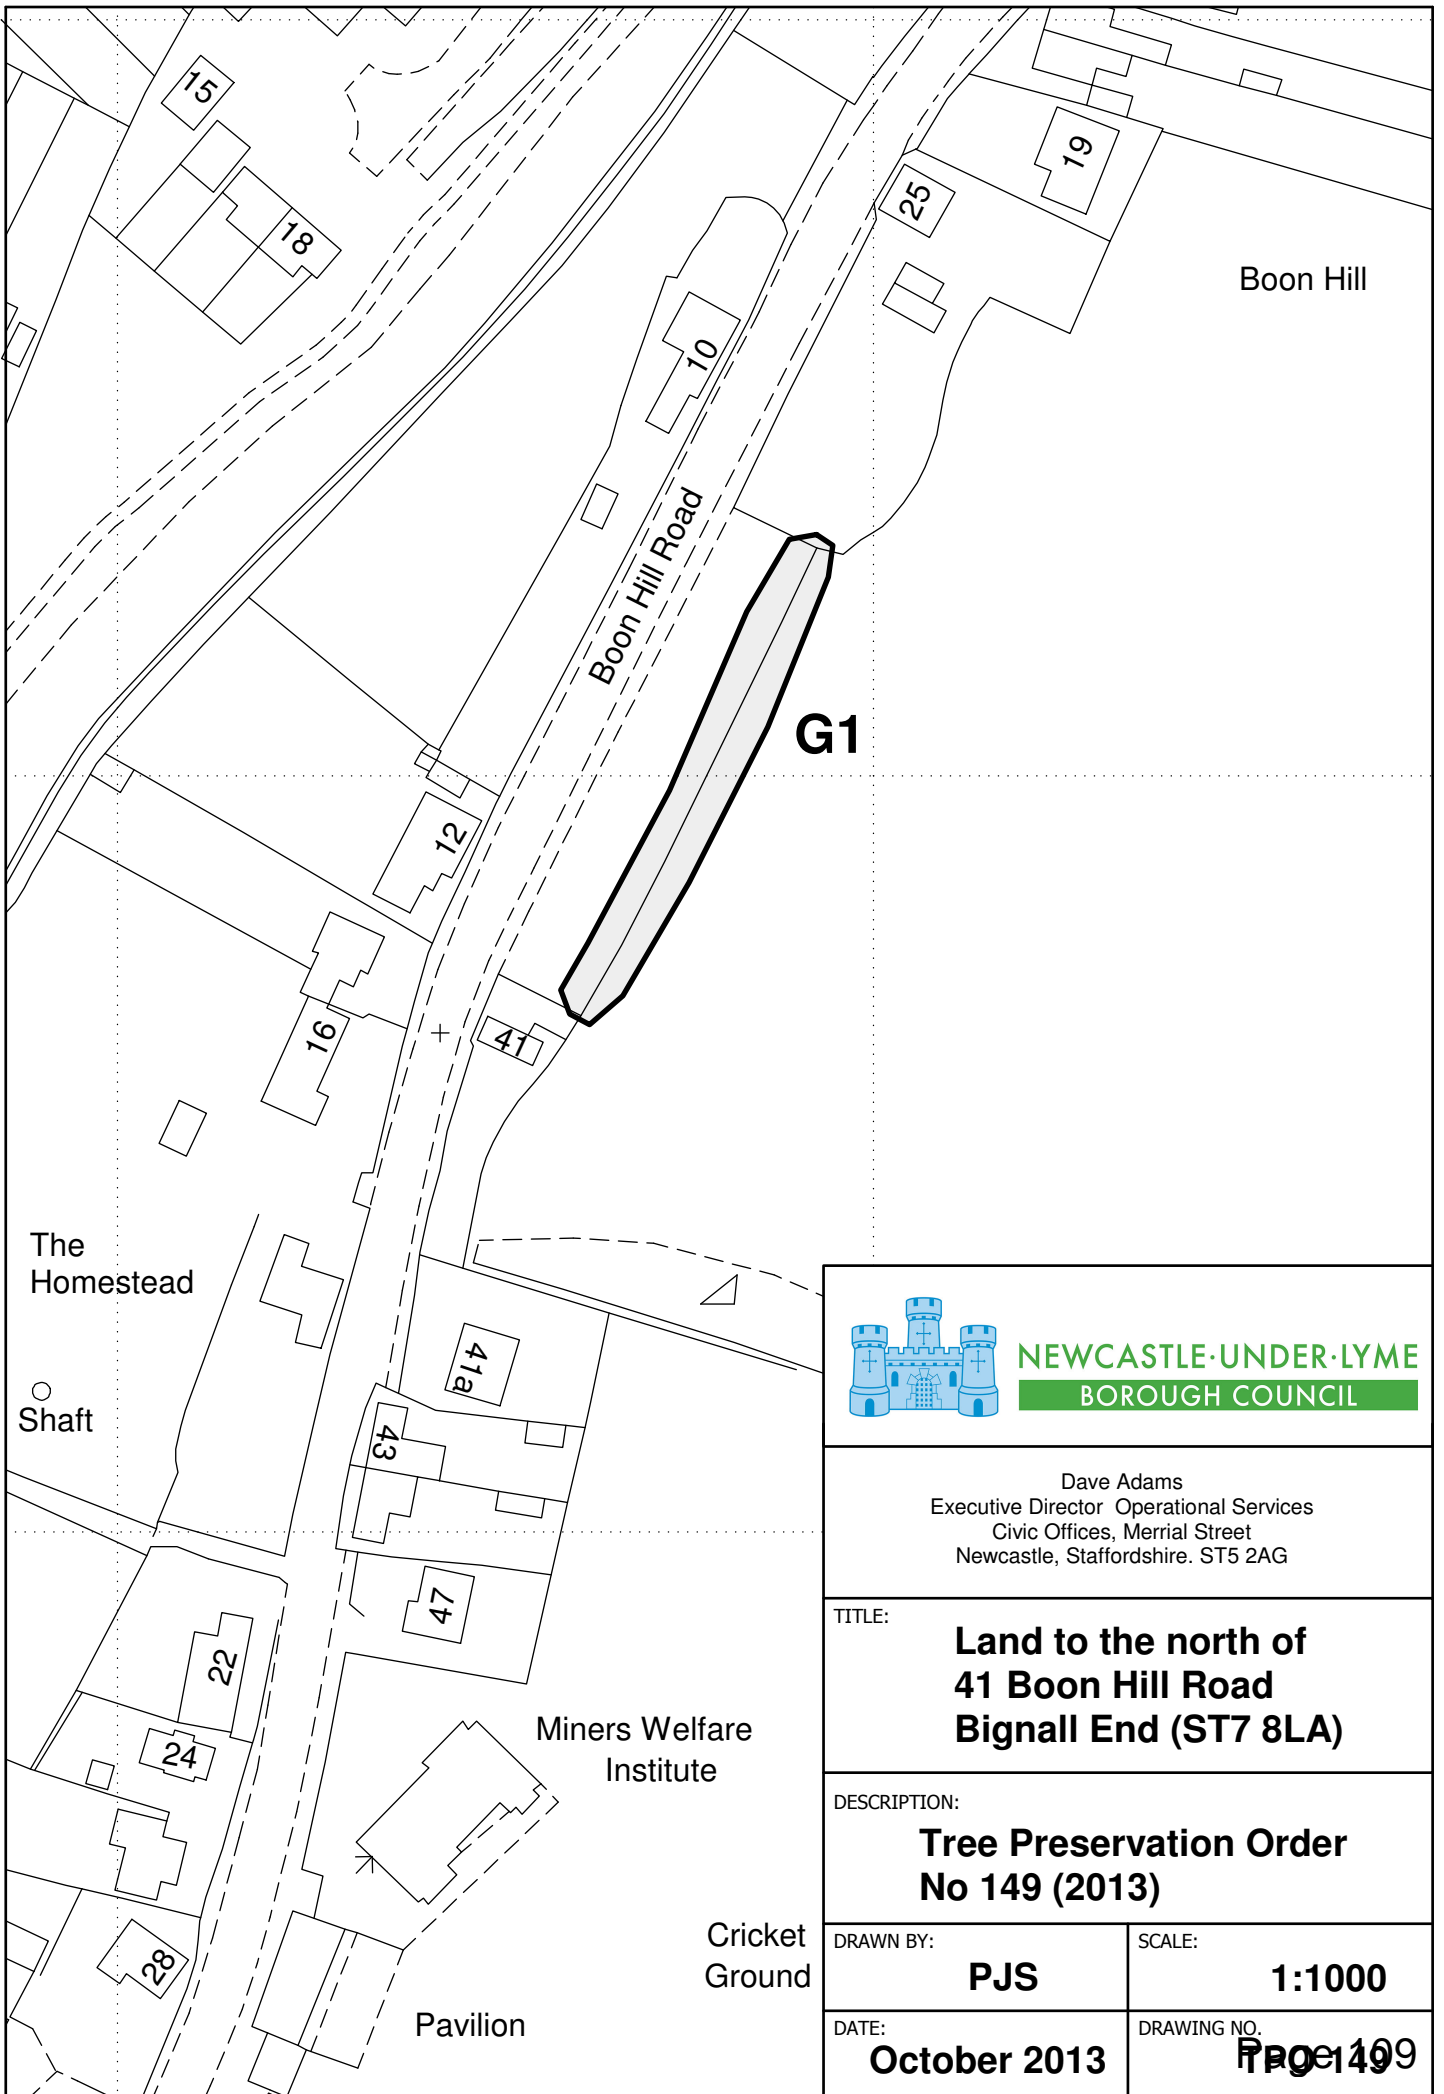 15
18
19
25
Boon Hill
10
Boon Hill Road
G1
12
16
41
The
Homestead
41a
Shaft
43
47
22
24
Miners Welfare
Institute
28
Cricket
Ground
Pavilion
NEWCASTLE·UNDER·LYME
BOROUGH COUNCIL
Dave Adams
Executive Director Operational Services
Civic Offices, Merrial Street
Newcastle, Staffordshire. ST5 2AG
TITLE:
Land to the north of
41 Boon Hill Road
Bignall End (ST7 8LA)
DESCRIPTION:
Tree Preservation Order
No 149 (2013)
DRAWN BY:
PJS
SCALE:
1:1000
DATE:
October 2013
DRAWING NO.
TPO 149
Page 109